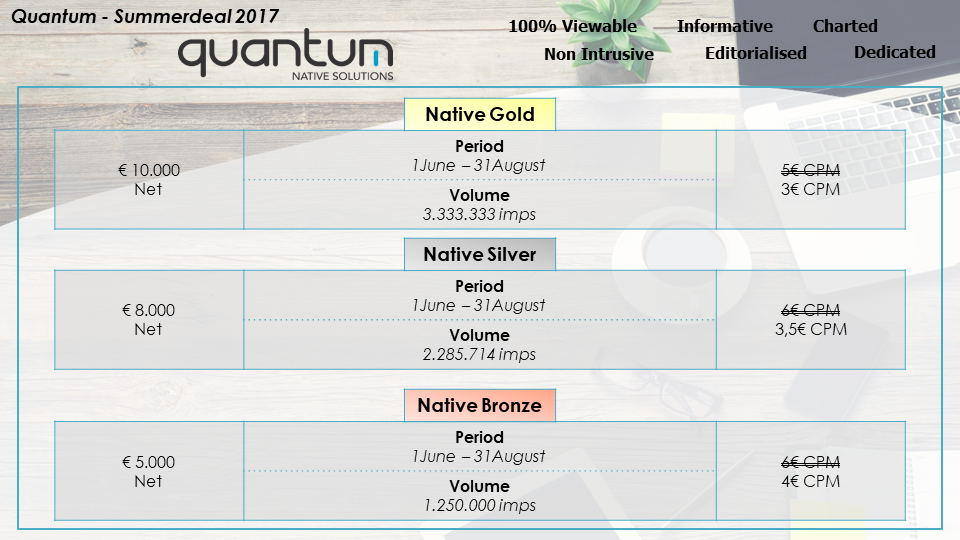 Quantum - Summerdeal 2017
quantum
NATIVE SOLUTIONS
100% Viewable Informative Charted
Non Intrusive Editorialised Dedicated
Native Gold
€ 10.000
Net
Period
1June – 31August
Volume
3.333.333 imps
5€ CPM
3€ CPM
Native Silver
€ 8.000
Net
Period
1June – 31August
Volume
2.285.714 imps
6€ CPM
3,5€ CPM
Native Bronze
€ 5.000
Net
Period
1June – 31August
Volume
1.250.000 imps
6€ CPM
4€ CPM